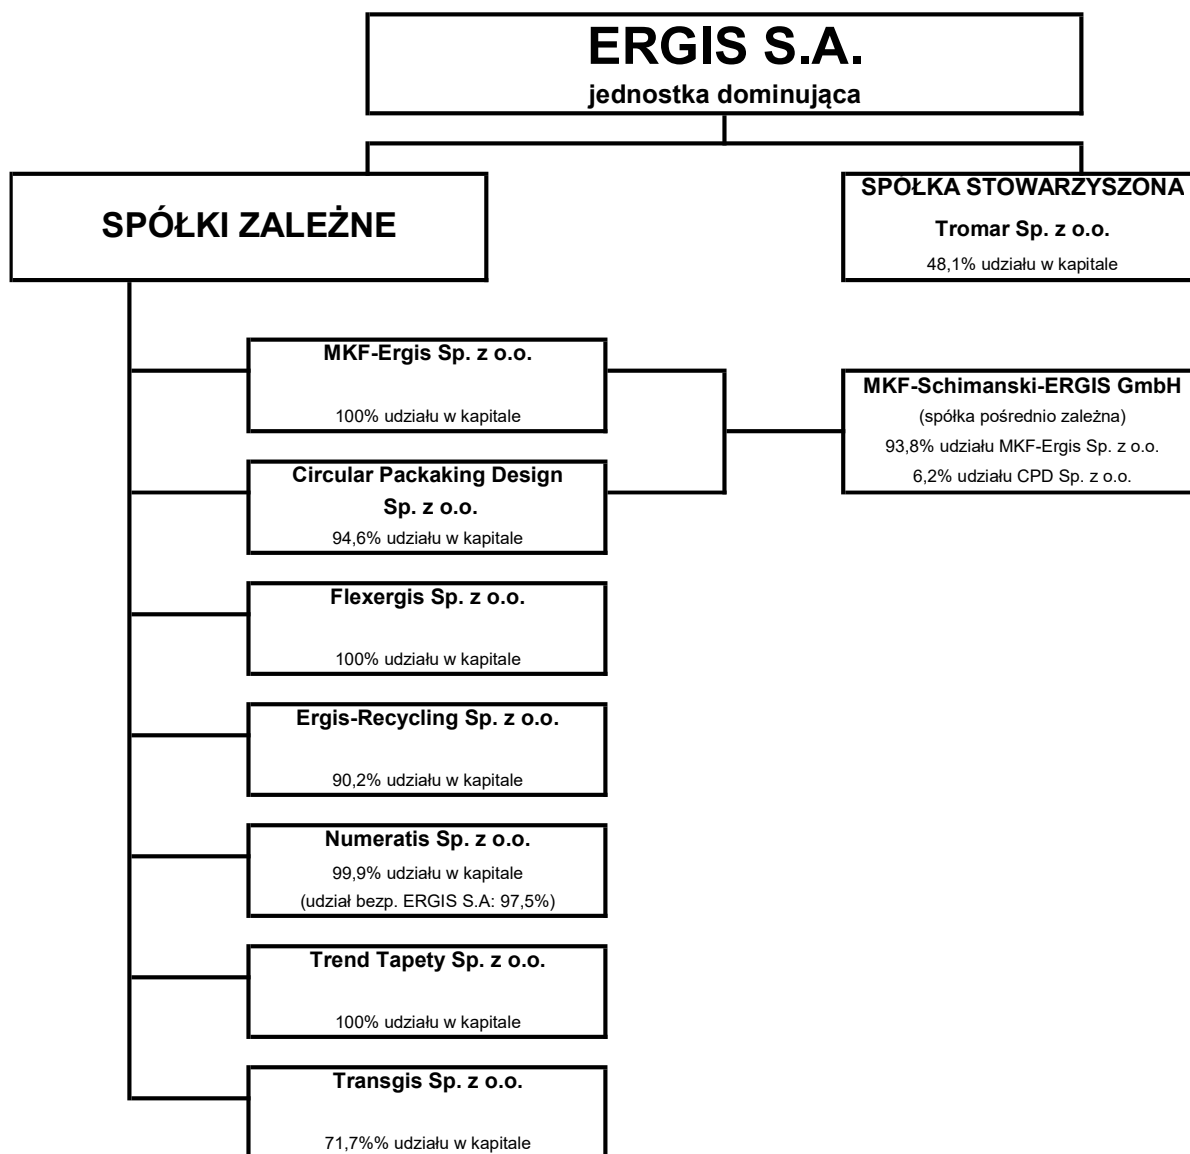 ERGIS S.A.
jednostka dominująca
SPÓŁKI ZALEŻNE
SPÓŁKA STOWARZYSZONA
Tromar Sp. z o.o.
48,1% udziału w kapitale
MKF-Ergis Sp. z o.o.
100% udziału w kapitale
MKF-Schimanski-ERGIS GmbH
(spółka pośrednio zależna)
93,8% udziału MKF-Ergis Sp. z o.o.
6,2% udziału CPD Sp. z o.o.
Circular Packaking Design
Sp. z o.o.
94,6% udziału w kapitale
Flexergis Sp. z o.o.
100% udziału w kapitale
Ergis-Recycling Sp. z o.o.
90,2% udziału w kapitale
Numeratis Sp. z o.o.
99,9% udziału w kapitale
(udział bezp. ERGIS S.A: 97,5%)
Trend Tapety Sp. z o.o.
100% udziału w kapitale
Transgis Sp. z o.o.
71,7%% udziału w kapitale